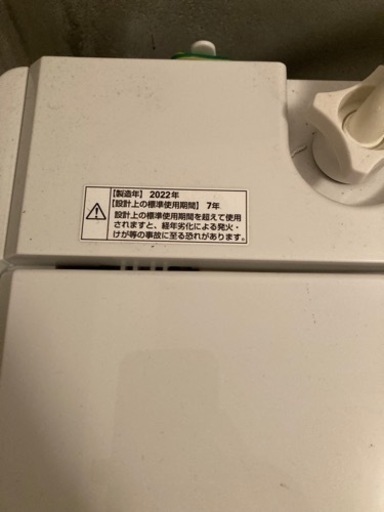 【製造年】 2022年
【設計上の標準使用期間】 7年
設計上の標準使用期間を超えて使用
されますと、経年劣化による発火・
けが等の事故に至る恐れがあります。